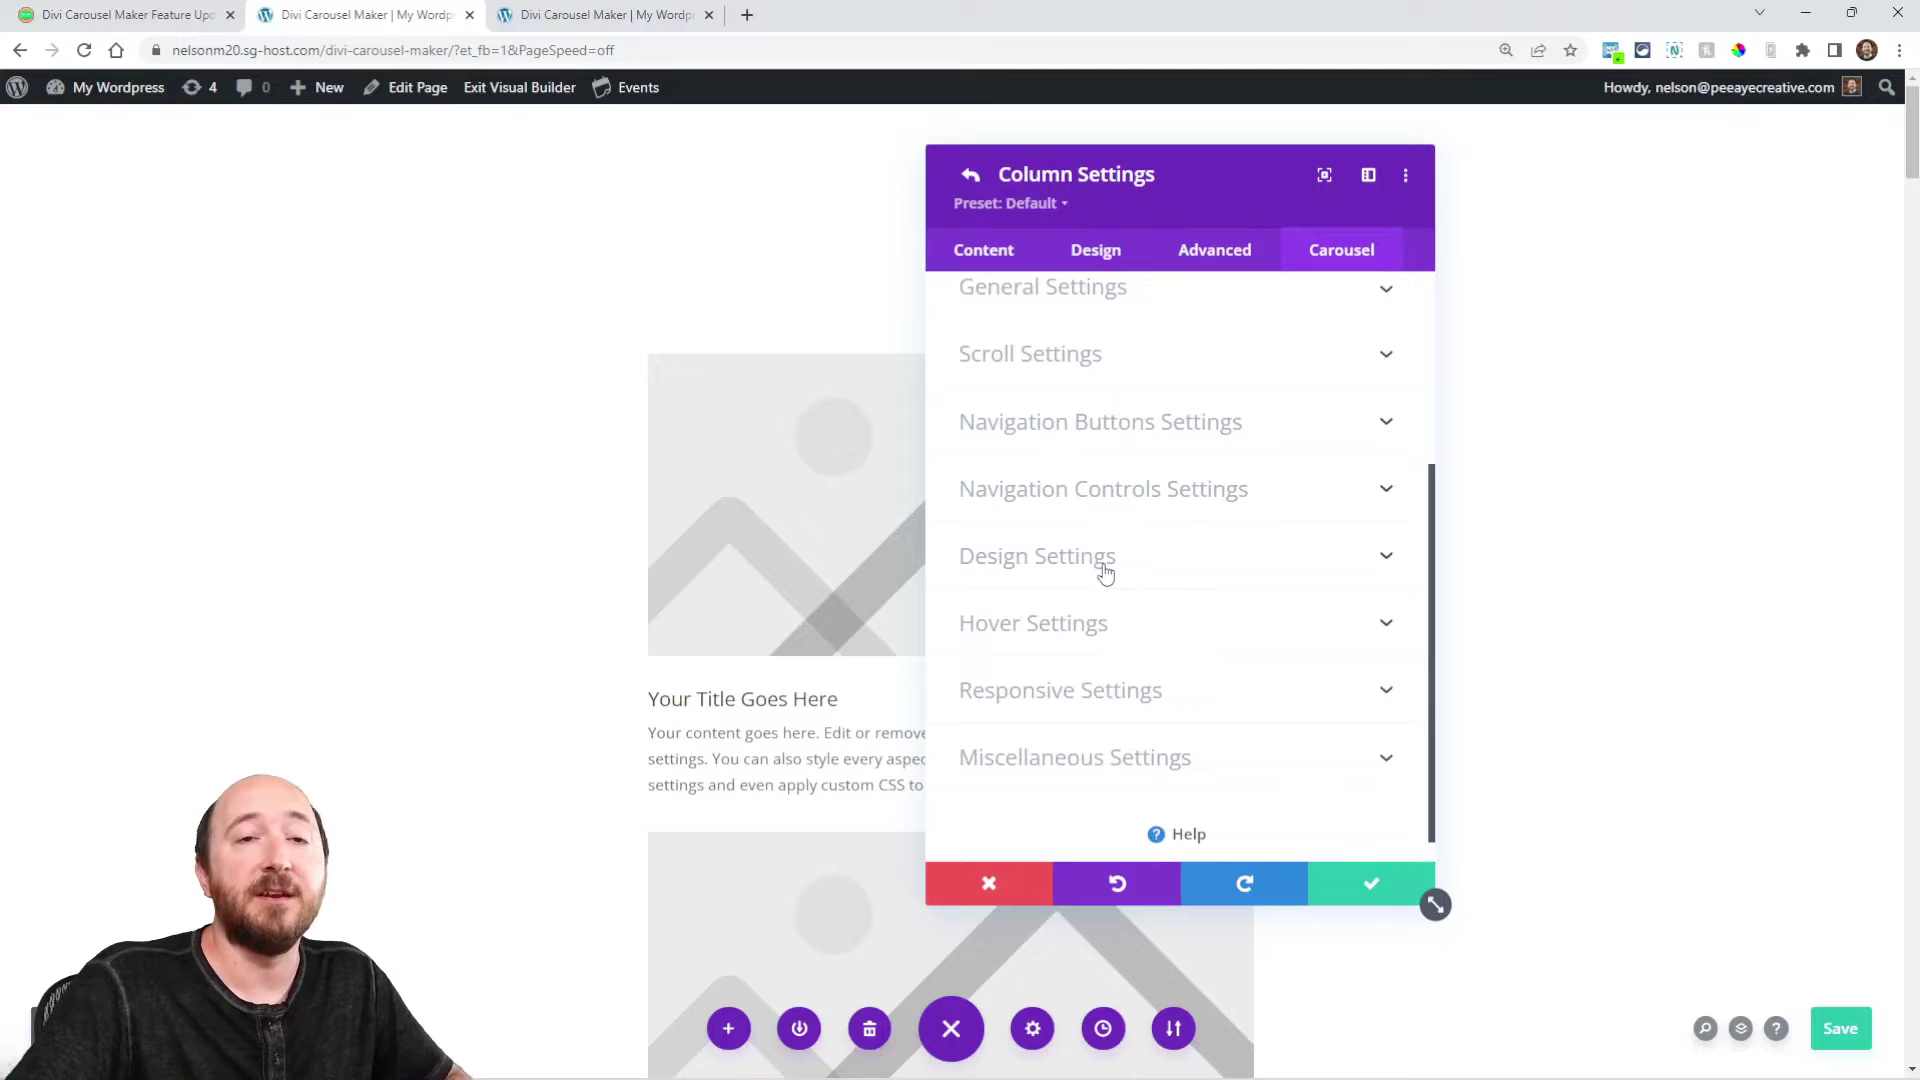 Divi Carousel Maker Feature Upo
Divi Carousel Maker | My Wordpr
Divi Carousel Maker | My Wordpr
nelsonm20.sg-host.com/divi-carousel-maker/?et_fb=1&PageSpeed=off
My Wordpress
4
0
New
Edit Page
Exit Visual Builder
Events
Howdy, nelson@peeayecreative.com
Column Settings
Preset: Default
Content
Design
Advanced
Carousel
General Settings
Scroll Settings
Navigation Buttons Settings
Navigation Controls Settings
Design Settings
Hover Settings
Responsive Settings
Miscellaneous Settings
? Help
Your Title Goes Here
Your content goes here. Edit or remove
settings. You can also style every aspec
settings and even apply custom CSS to
?
Save